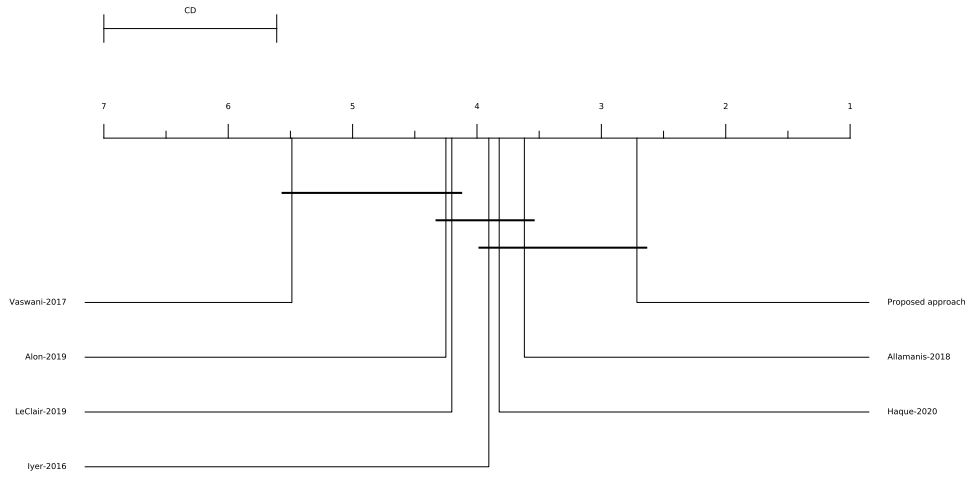 CD
7 6 5 4 3 2 1
Vaswani-2017 Proposed approach
Alon-2019 Allamanis-2018
LeClair-2019 Haque-2020
Iyer-2016